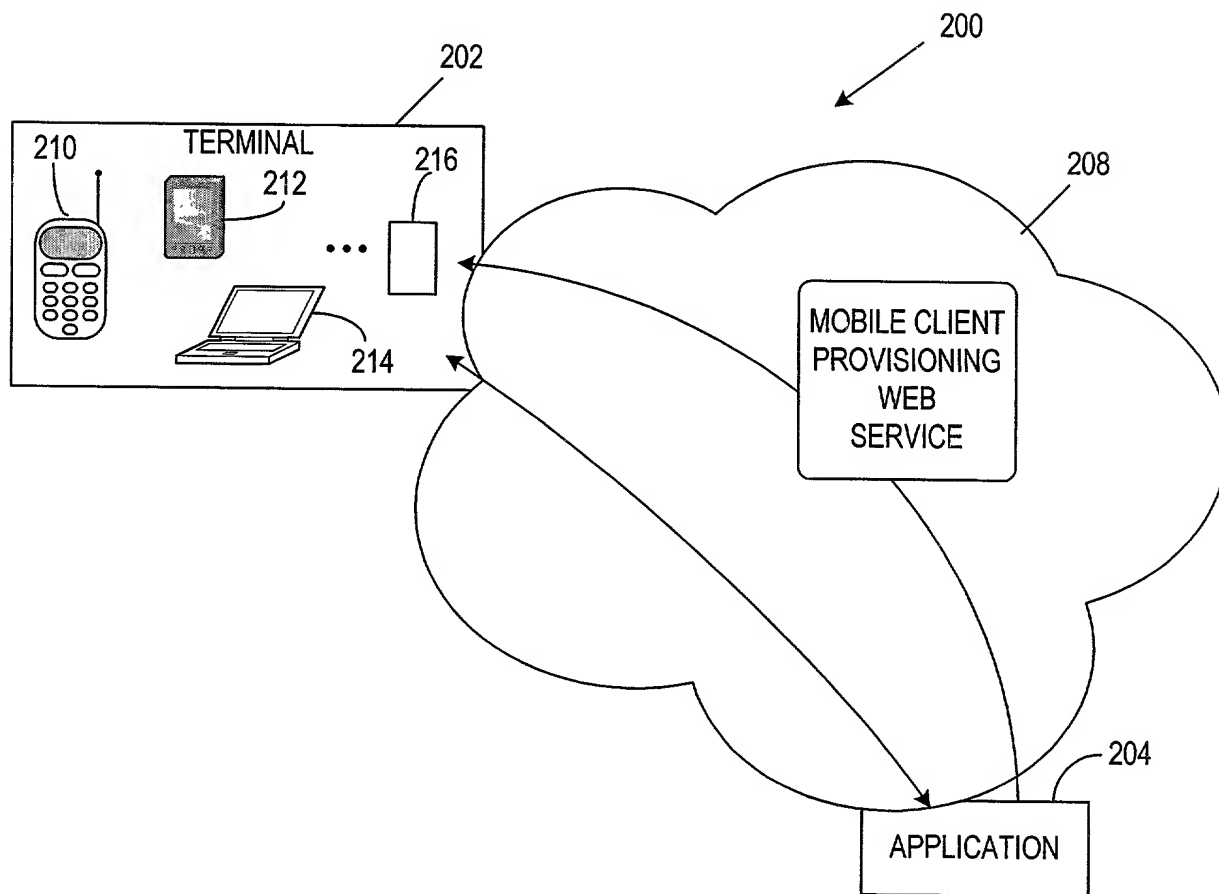 200
202
TERMINAL
210
212
216
208
214
MOBILE CLIENT
PROVISIONING
WEB
SERVICE
204
APPLICATION